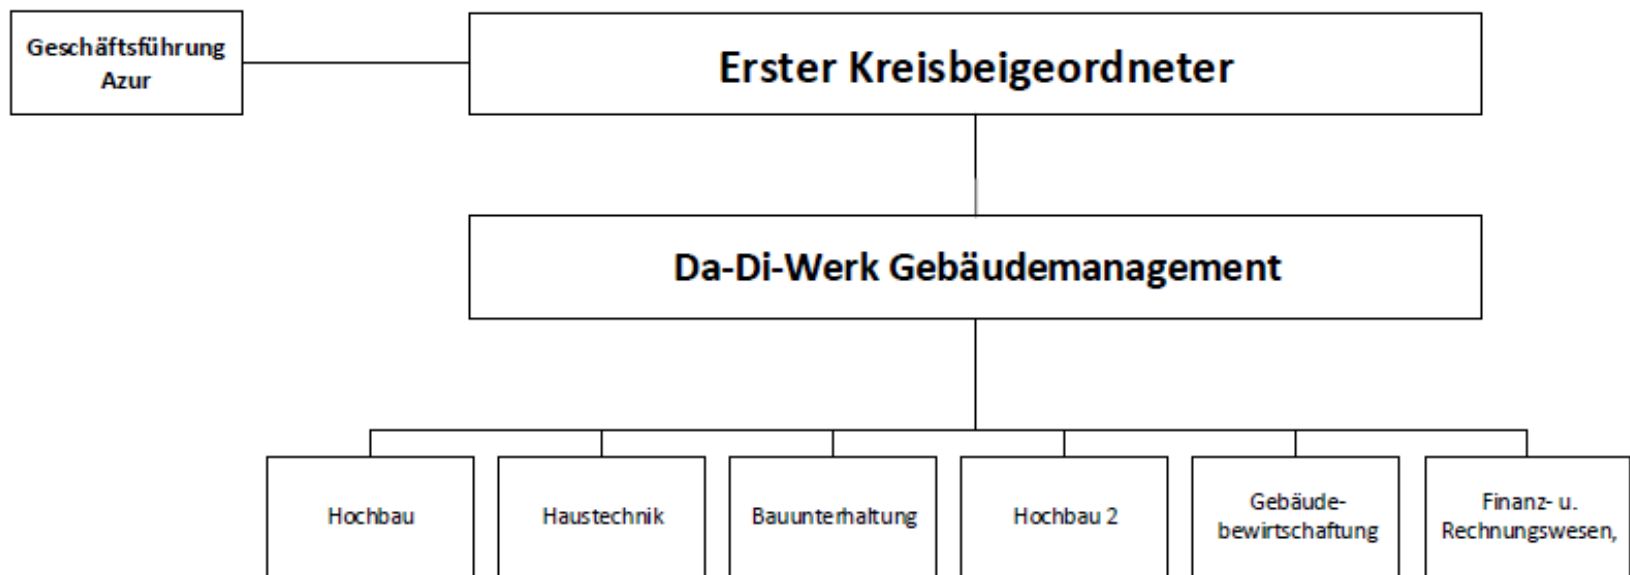 Geschäftsführung
Azur
Erster Kreisbeigeordneter
Da-Di-Werk Gebäudemanagement
Hochbau
Haustechnik
Bauunterhaltung
Hochbau 2
Gebäude-
bewirtschaftung
Finanz- u.
Rechnungswesen,